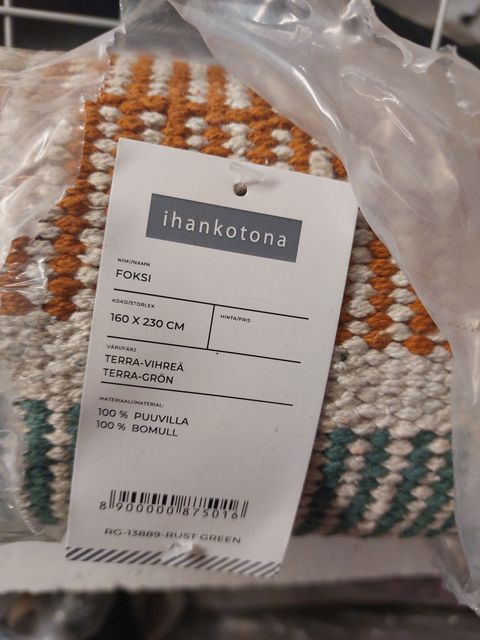 ihankotona
NIMI/NAMN
FOKSI
KOKO/STORLEK
HINTA/PRIS
160 X 230 CM
VÄRI/FÄRJ
TERRA-VIHREÄ
TERRA-GRÖN
MATERIAALI/MATERIAL:
100 % PUUVILLA
100 % BOMULL
8 900000 875016
RG-13889-RUST GREEN